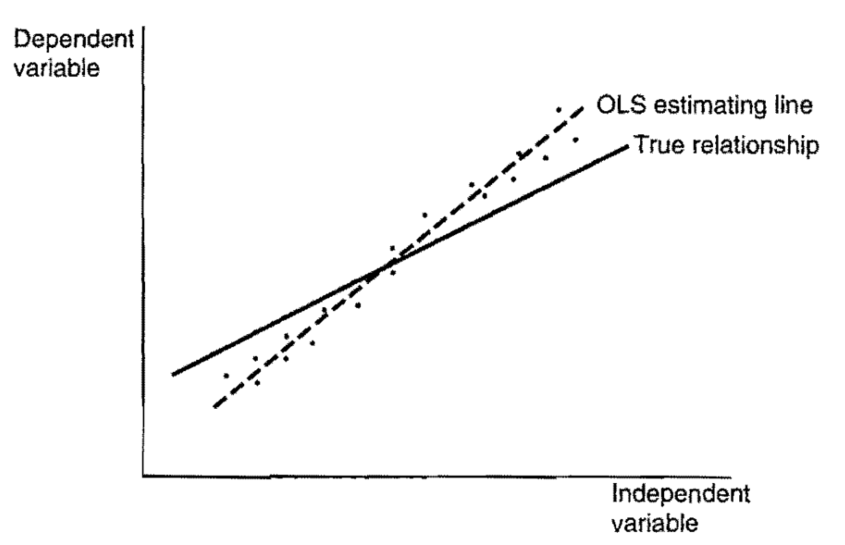 Dependent
variable
OLS estimating line
True relationship
Independent
variable